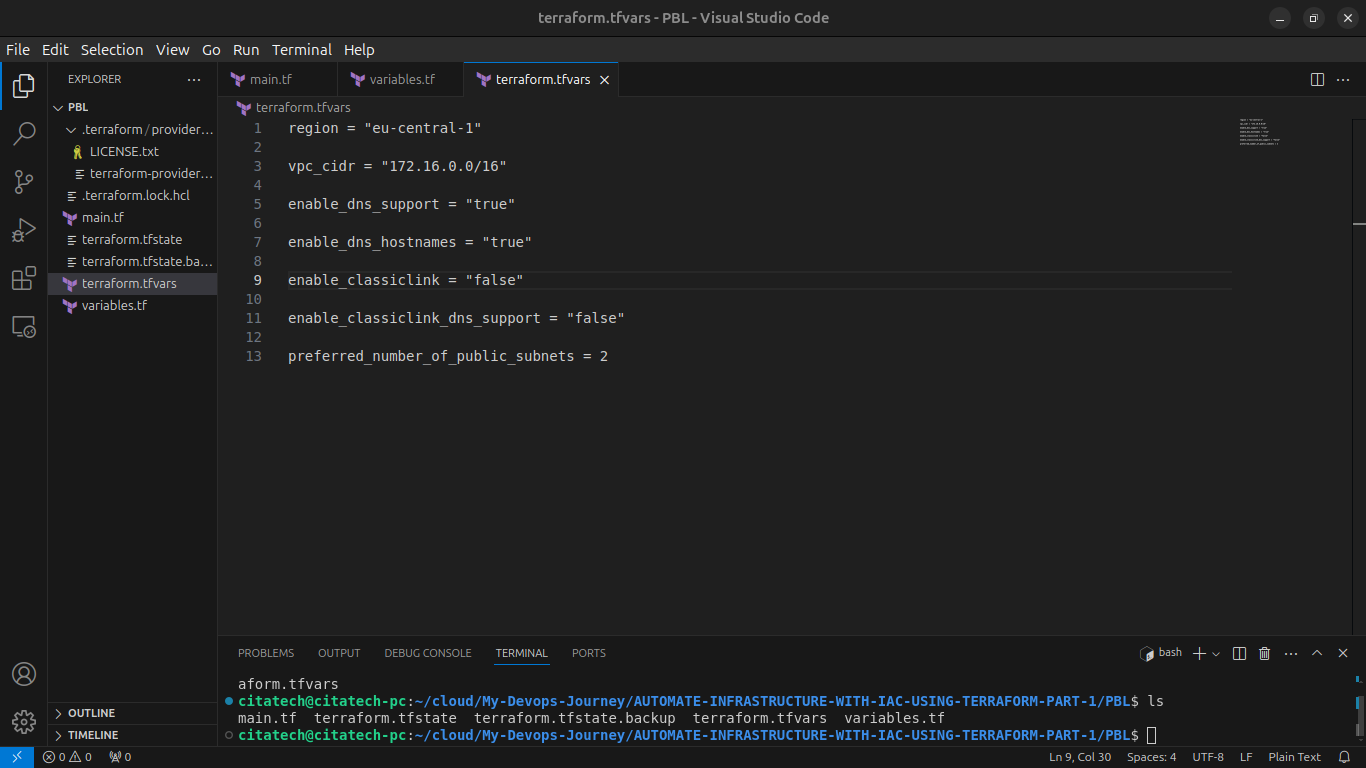 terraform.tfvars - PBL - Visual Studio Code
File Edit Selection View Go Run Terminal Help
EXPLORER
PBL
.terraform / provider...
LICENSE.txt
terraform-provider...
.terraform.lock.hcl
main.tf
terraform.tfstate
terraform.tfstate.ba...
terraform.tfvars
variables.tf
OUTLINE
TIMELINE
main.tf variables.tf terraform.tfvars
terraform.tfvars
1 region = "eu-central-1"
2
3 vpc_cidr = "172.16.0.0/16"
4
5 enable_dns_support = "true"
6
7 enable_dns_hostnames = "true"
8
9 enable_classiclink = "false"
10
11 enable_classiclink_dns_support = "false"
12
13 preferred_number_of_public_subnets = 2
PROBLEMS OUTPUT DEBUG CONSOLE TERMINAL PORTS
bash
aform.tfvars
citatech@citatech-pc:~/cloud/My-Devops-Journey/AUTOMATE-INFRASTRUCTURE-WITH-IAC-USING-TERRAFORM-PART-1/PBL$ ls
main.tf terraform.tfstate terraform.tfstate.backup terraform.tfvars variables.tf
citatech@citatech-pc:~/cloud/My-Devops-Journey/AUTOMATE-INFRASTRUCTURE-WITH-IAC-USING-TERRAFORM-PART-1/PBL$
0 0 0 Ln 9, Col 30 Spaces: 4 UTF-8 LF Plain Text